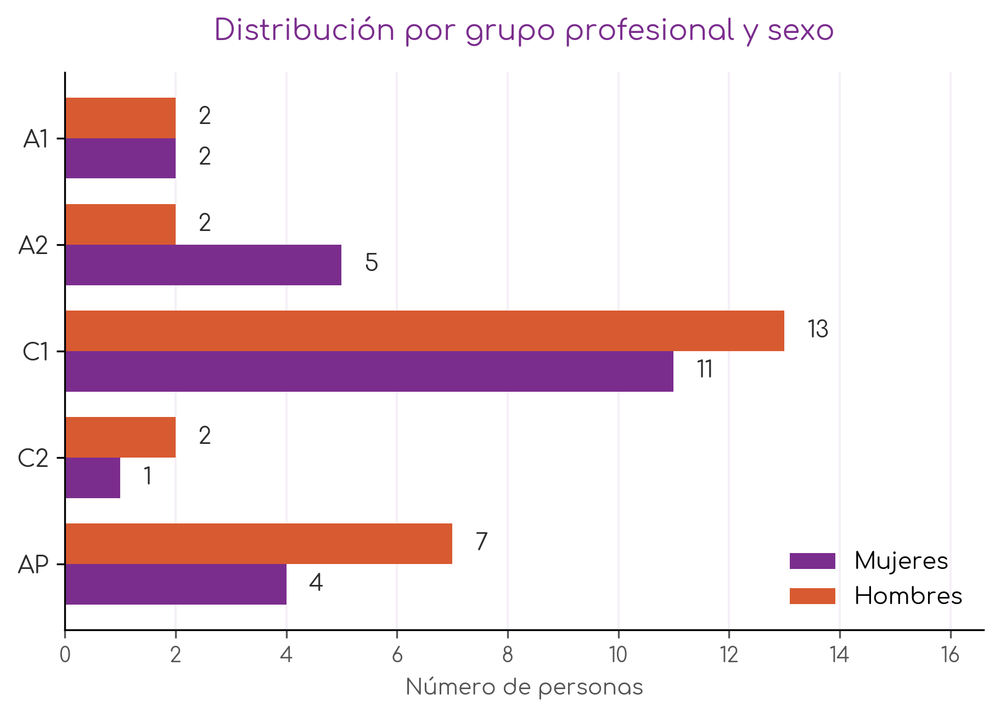 Distribución por grupo profesional y sexo
A1
2
2
A2
2
5
C1
13
11
C2
2
1
AP
7
4
Mujeres
Hombres
0 2 4 6 8 10 12 14 16
Número de personas